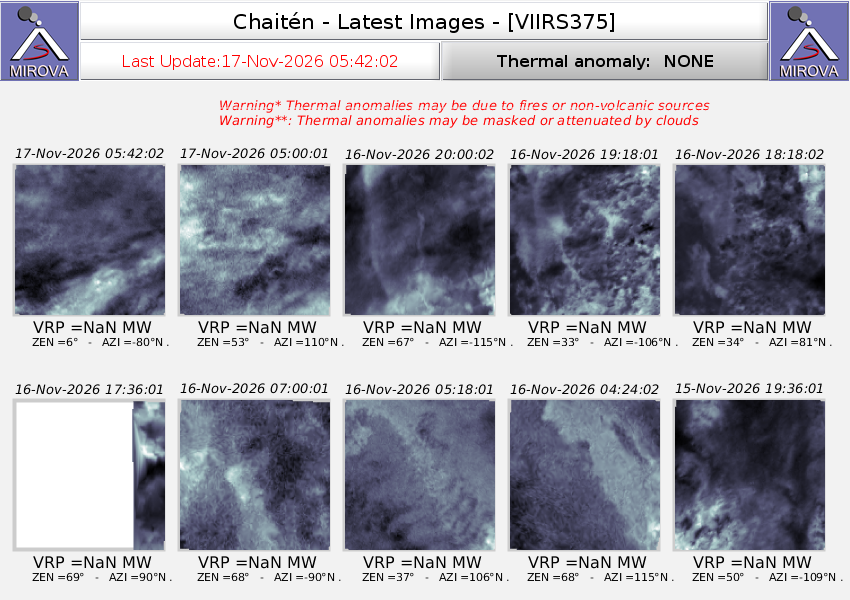 Chaitén - Latest Images - [VIIRS375]
MIROVA
Last Update:17-Nov-2026 05:42:02
Thermal anomaly: NONE
MIROVA
Warning* Thermal anomalies may be due to fires or non-volcanic sources
Warning**: Thermal anomalies may be masked or attenuated by clouds
17-Nov-2026 05:42:02 17-Nov-2026 05:00:01 16-Nov-2026 20:00:02 16-Nov-2026 19:18:01 16-Nov-2026 18:18:02
VRP =NaN MW VRP =NaN MW VRP =NaN MW VRP =NaN MW VRP =NaN MW
ZEN =6° - AZI =-80°N . ZEN =53° - AZI =110°N . ZEN =67° - AZI =-115°N . ZEN =33° - AZI =-106°N . ZEN =34° - AZI =81°N .
16-Nov-2026 17:36:01 16-Nov-2026 07:00:01 16-Nov-2026 05:18:01 16-Nov-2026 04:24:02 15-Nov-2026 19:36:01
VRP =NaN MW VRP =NaN MW VRP =NaN MW VRP =NaN MW VRP =NaN MW
ZEN =69° - AZI =90°N . ZEN =68° - AZI =-90°N . ZEN =37° - AZI =106°N . ZEN =68° - AZI =115°N . ZEN =50° - AZI =-109°N .